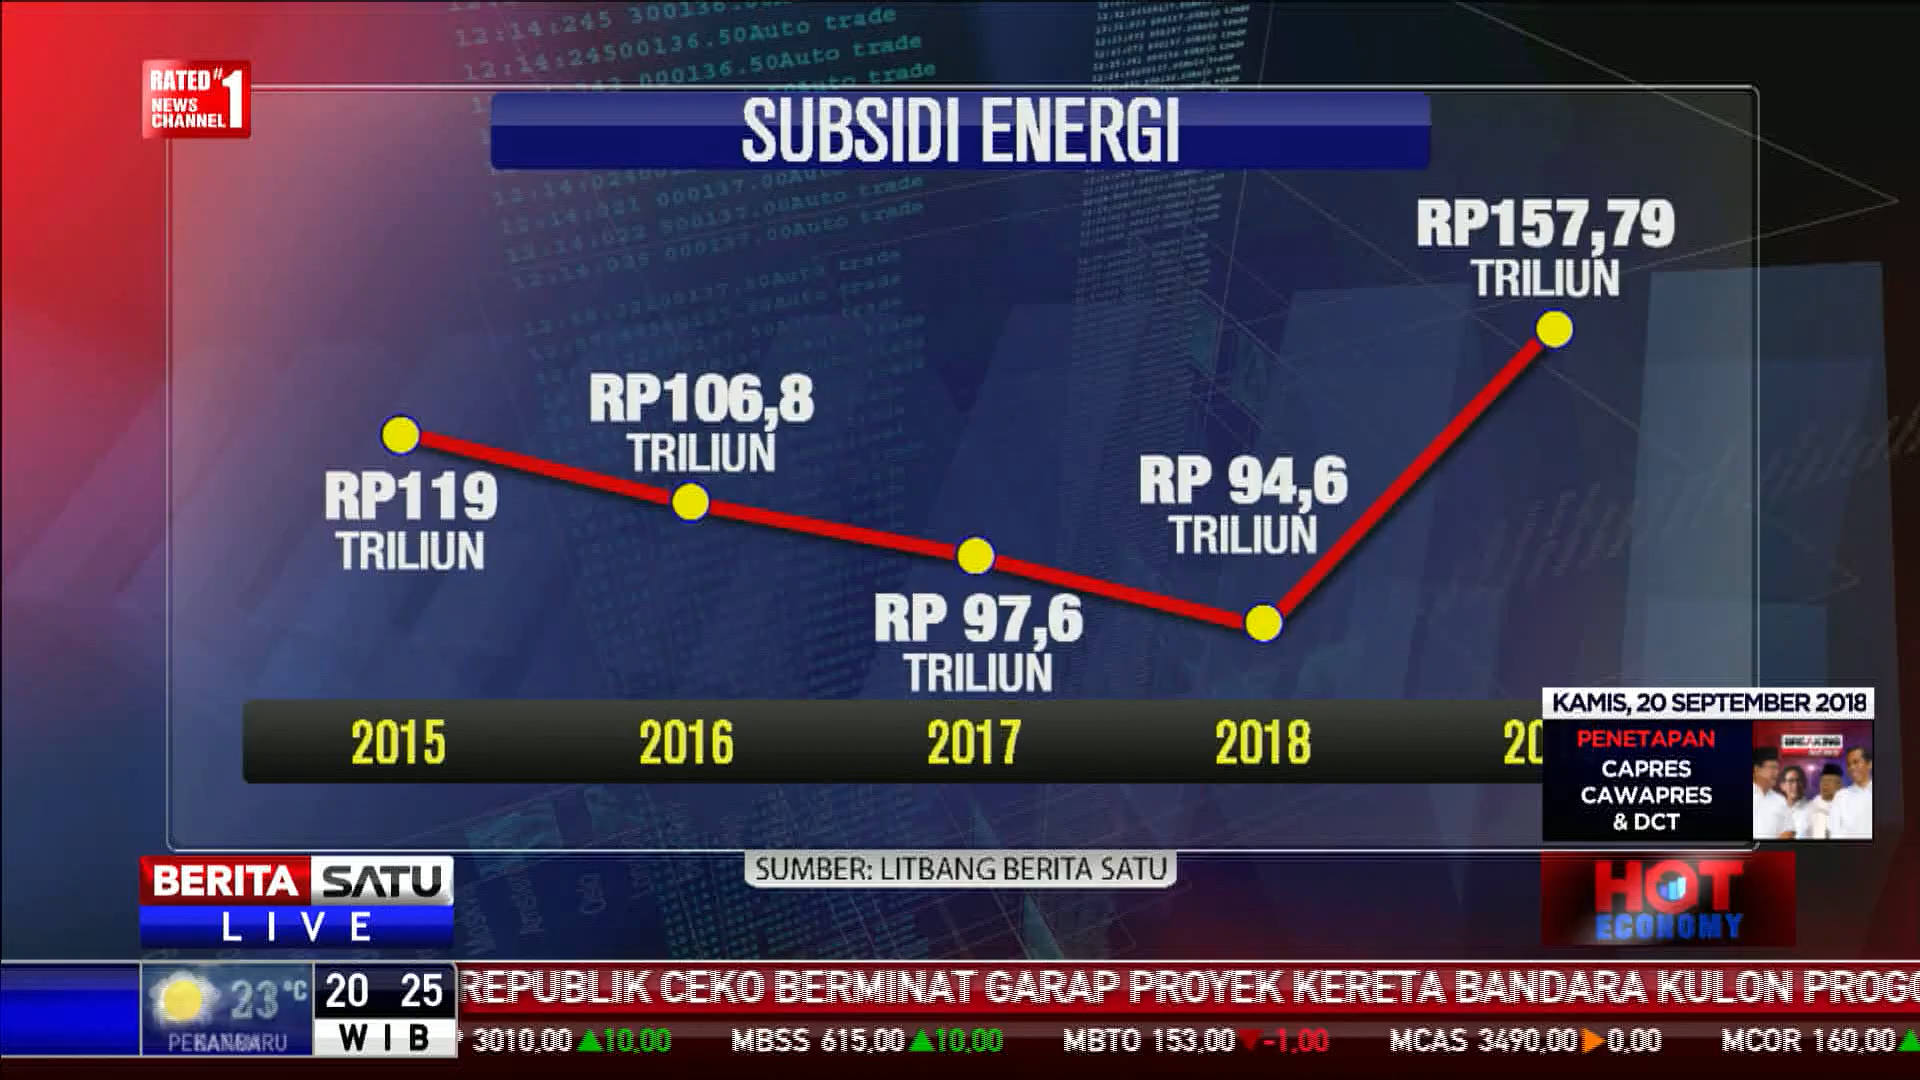 RATED #1
NEWS
CHANNEL
SUBSIDI ENERGI
RP157,79
TRILIUN
RP106,8
TRILIUN
RP119
TRILIUN
RP 94,6
TRILIUN
RP 97,6
TRILIUN
2015 2016 2017 2018 20
KAMIS, 20 SEPTEMBER 2018
PENETAPAN
CAPRES
CAWAPRES
& DCT
BREAKING
SUMBER: LITBANG BERITA SATU
BERITA SATU
LIVE
HOT
ECONOMY
23°C
20 25
WIB
REPUBLIK CEKO BERMINAT GARAP PROYEK KERETA BANDARA KULON PROGO
3010,00 ▲10,00 MBSS 615,00 ▲10,00 MBTO 153,00 ▼-1,00 MCAS 3490,00 ▶0,00 MCOR 160,00 ▲